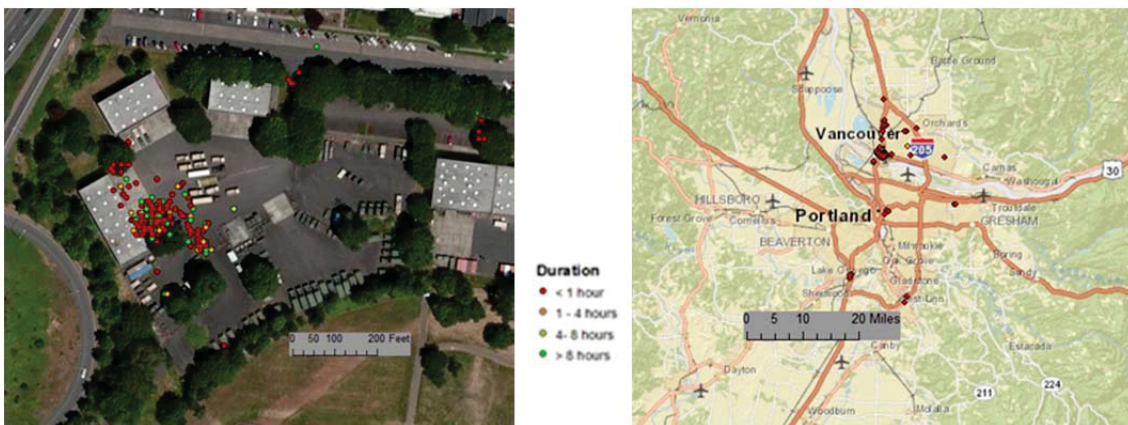 0 50 100 200 Feet
Duration
< 1 hour
1 - 4 hours
4- 8 hours
> 8 hours
Vernonia
Battle Ground
Scappoose
Orchards
Vancouver
205
Camas
Washougal
30
HILLSBORO
Portland
Troutdale
Forest Grove
Cornelius
GRESHAM
BEAVERTON
Milwaukie
Boring
Oak Grove
Sandy
Lake Oswego
Gladstone
Sherwood
West Linn
0 5 10 20 Miles
Canby
Estacada
Dayton
224
211
Woodburn
Molalla